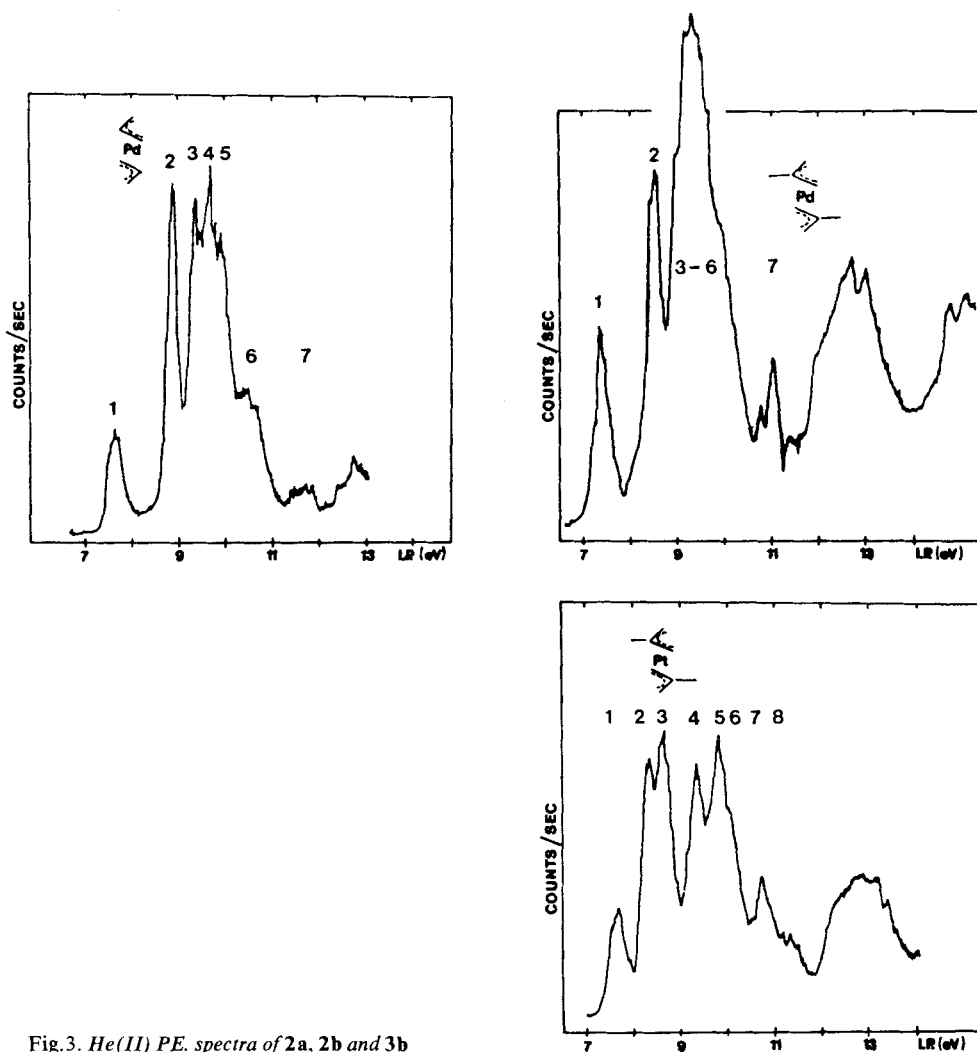 Pd
2 3 4 5
6 7
1
COUNTS/SEC
7 9 11 13 I.P. (eV)
2
Pd
3-6 7
1
COUNTS/SEC
7 9 11 13 I.P. (eV)
Pt
1 2 3 4 5 6 7 8
COUNTS/SEC
7 9 11 13 I.P. (eV)
Fig.3. He(II) PE. spectra of 2a, 2b and 3b